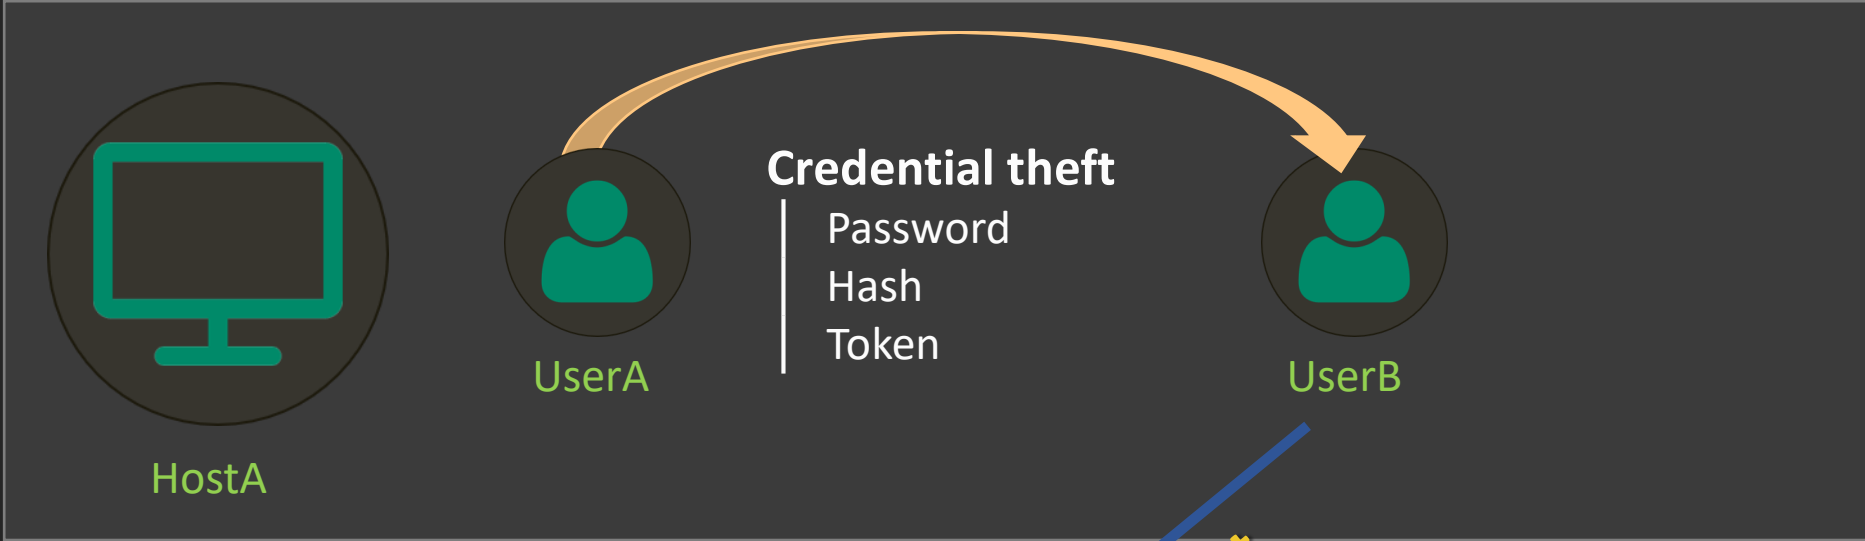 Credential theft
Password
Hash
Token
UserA
UserB
HostA